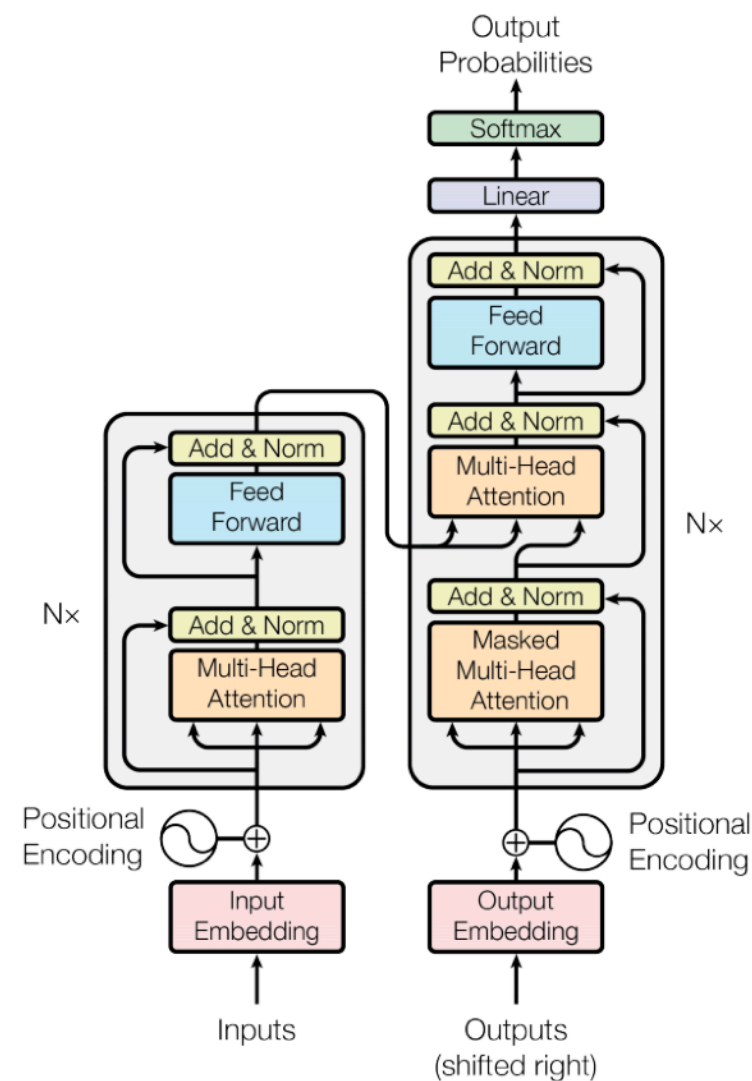 Output
Probabilities
Softmax
Linear
Add & Norm
Feed
Forward
Add & Norm
Multi-Head
Attention
Add & Norm
Masked
Multi-Head
Attention
N×
Add & Norm
Feed
Forward
Add & Norm
Multi-Head
Attention
N×
Positional
Encoding
Positional
Encoding
Input
Embedding
Output
Embedding
Inputs
Outputs
(shifted right)